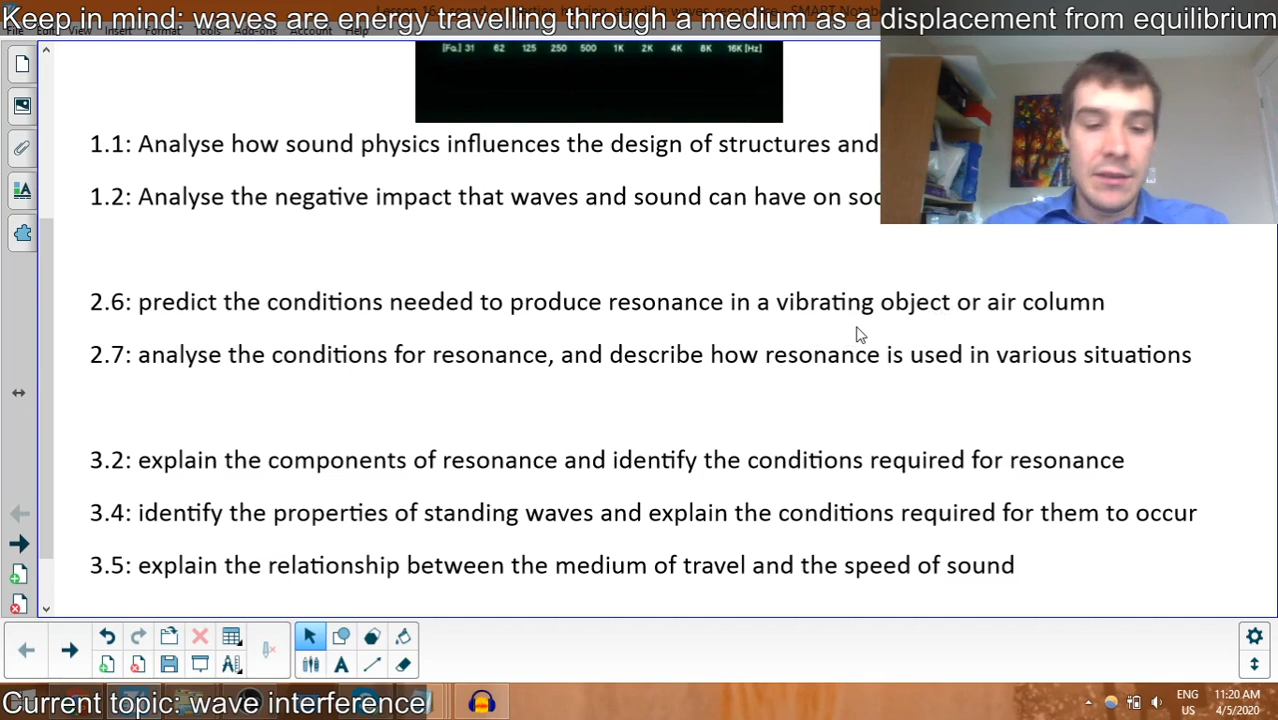 Keep in mind: waves are energy travelling through a medium as a displacement from equilibrium
[Fq.] 31 62 125 250 500 1K 2K 4K 8K 16K [Hz]
1.1: Analyse how sound physics influences the design of structures and
1.2: Analyse the negative impact that waves and sound can have on soc
2.6: predict the conditions needed to produce resonance in a vibrating object or air column
2.7: analyse the conditions for resonance, and describe how resonance is used in various situations
3.2: explain the components of resonance and identify the conditions required for resonance
3.4: identify the properties of standing waves and explain the conditions required for them to occur
3.5: explain the relationship between the medium of travel and the speed of sound
Current topic: wave interference
ENG 11:20 AM
US 4/5/2020